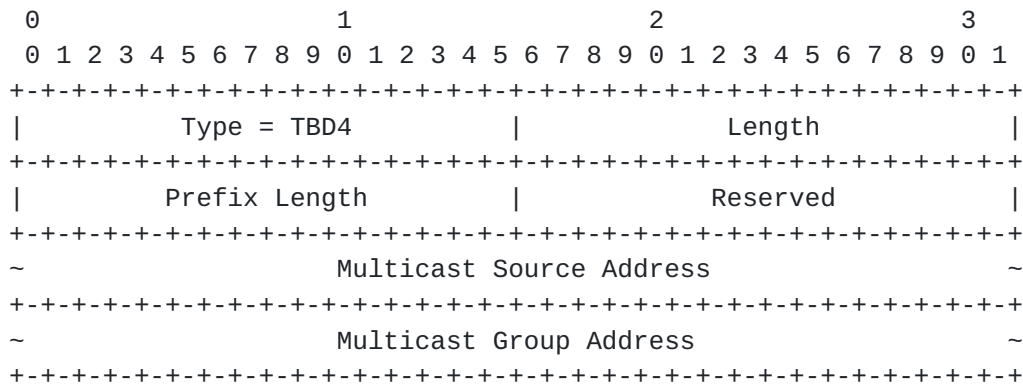 0                   1                   2                   3
 0 1 2 3 4 5 6 7 8 9 0 1 2 3 4 5 6 7 8 9 0 1 2 3 4 5 6 7 8 9 0 1
+-+-+-+-+-+-+-+-+-+-+-+-+-+-+-+-+-+-+-+-+-+-+-+-+-+-+-+-+-+-+-+-+
|          Type = TBD4          |             Length            |
+-+-+-+-+-+-+-+-+-+-+-+-+-+-+-+-+-+-+-+-+-+-+-+-+-+-+-+-+-+-+-+-+
|         Prefix Length         |            Reserved           |
+-+-+-+-+-+-+-+-+-+-+-+-+-+-+-+-+-+-+-+-+-+-+-+-+-+-+-+-+-+-+-+-+
~                    Multicast Source Address                   ~
+-+-+-+-+-+-+-+-+-+-+-+-+-+-+-+-+-+-+-+-+-+-+-+-+-+-+-+-+-+-+-+-+
~                    Multicast Group Address                    ~
+-+-+-+-+-+-+-+-+-+-+-+-+-+-+-+-+-+-+-+-+-+-+-+-+-+-+-+-+-+-+-+-+